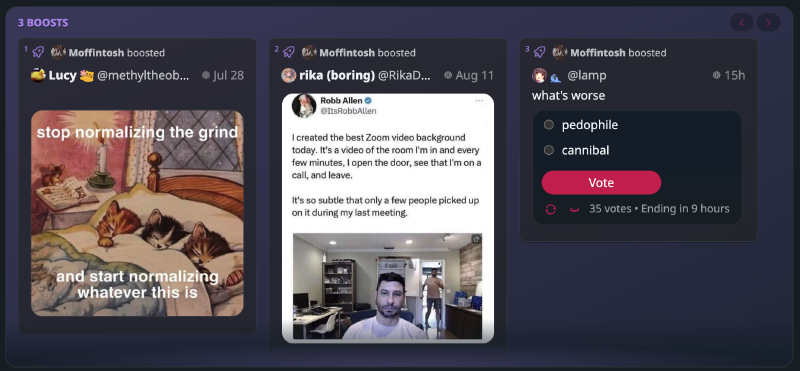 3 BOOSTS
1 Moffintosh boosted
Lucy @methyltheob... Jul 28
stop normalizing the grind
and start normalizing
whatever this is
2 Moffintosh boosted
rika (boring) @RikaD... Aug 11
Robb Allen
@ItsRobbAllen
I created the best Zoom video background
today. It's a video of the room I'm in and every
few minutes, I open the door, see that I'm on a
call, and leave.
It's so subtle that only a few people picked up
on it during my last meeting.
3 Moffintosh boosted
@lamp 15h
what's worse
pedophile
cannibal
Vote
35 votes • Ending in 9 hours